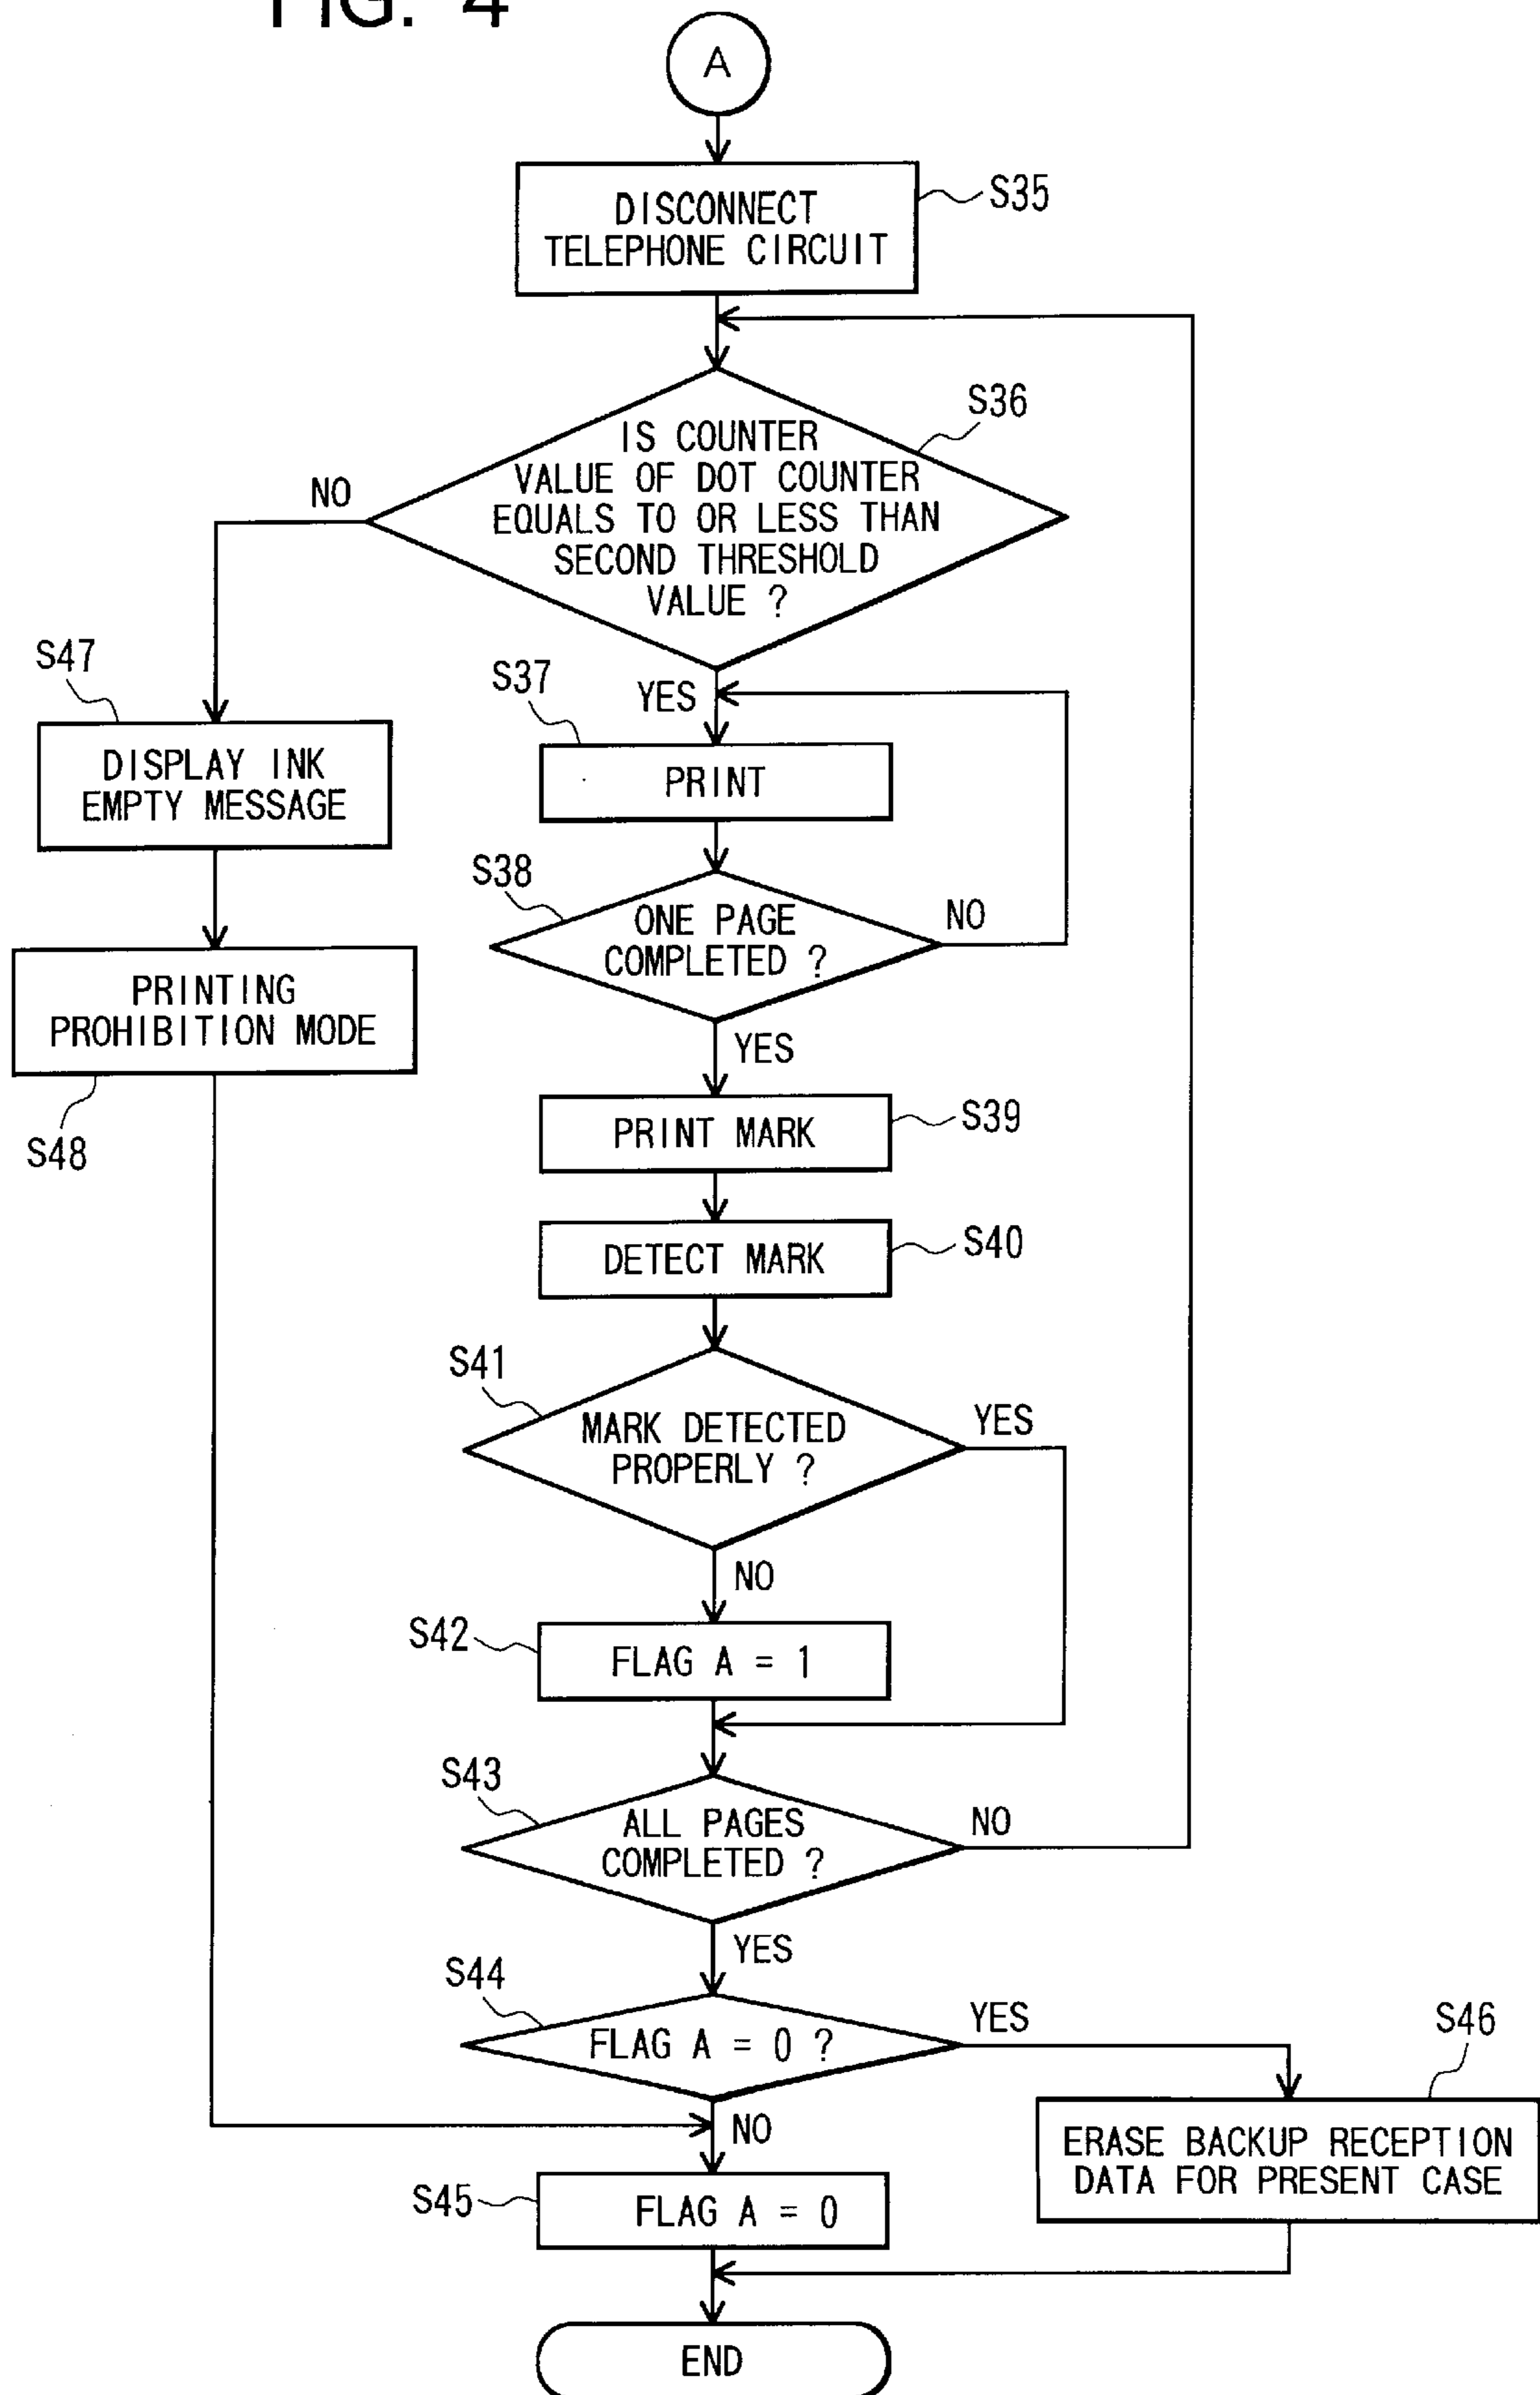 FIG. 4
A
DISCONNECT
TELEPHONE CIRCUIT
S35
IS COUNTER
VALUE OF DOT COUNTER
EQUALS TO OR LESS THAN
SECOND THRESHOLD
VALUE ?
S36
NO
YES
S47
DISPLAY INK
EMPTY MESSAGE
S37
PRINT
S38
ONE PAGE
COMPLETED ?
NO
PRINTING
PROHIBITION MODE
S48
YES
PRINT MARK
S39
DETECT MARK
S40
S41
MARK DETECTED
PROPERLY ?
YES
NO
S42
FLAG A = 1
S43
ALL PAGES
COMPLETED ?
NO
YES
S44
FLAG A = 0 ?
YES
S46
NO
ERASE BACKUP RECEPTION
DATA FOR PRESENT CASE
S45
FLAG A = 0
END